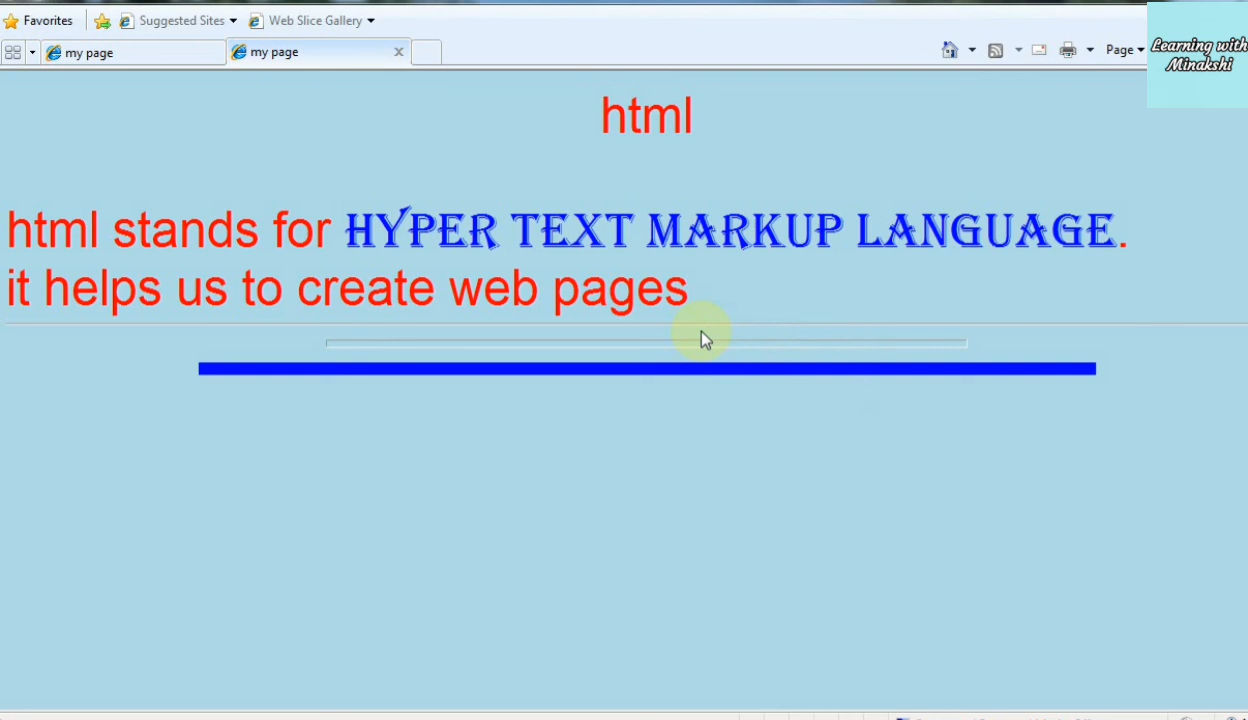 Favorites Suggested Sites Web Slice Gallery
my page my page Page
Learning with
Minakshi
html
html stands for HYPER TEXT MARKUP LANGUAGE.
it helps us to create web pages